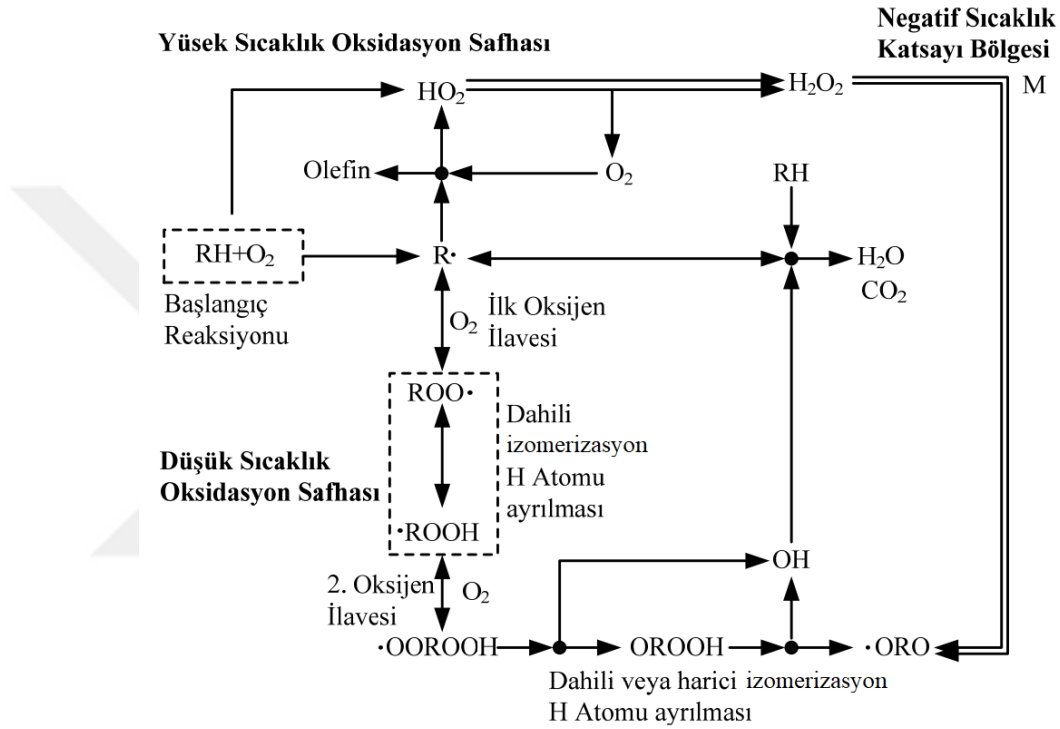 Negatif Sıcaklık
Katsayı Bölgesi
Yüsek Sıcaklık Oksidasyon Safhası
HO₂
H₂O₂
M
Olefin
O₂
RH
RH+O₂
R·
H₂O
CO₂
Başlangıç
Reaksiyonu
O₂
İlk Oksijen
İlavesi
ROO·
Dahili
izomerizasyon
H Atomu
ayrılması
Düşük Sıcaklık
Oksidasyon Safhası
·ROOH
OH
2. Oksijen
İlavesi
O₂
·OOROOH
OROOH
·ORO
Dahili veya harici izomerizasyon
H Atomu ayrılması